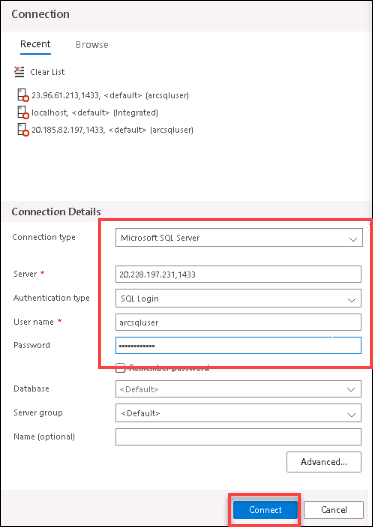 Connection
Recent Browse
Clear List
23.96.61.213,1433, <default> (arcsqluser)
localhost, <default> (Integrated)
20.185.82.197,1433, <default> (arcsqluser)
Connection Details
Connection type Microsoft SQL Server
Server * 20.228.197.231,1433
Authentication type SQL Login
User name * arcsqluser
Password ••••••••••••
Remember password
Database <Default>
Server group <Default>
Name (optional)
Advanced...
Connect Cancel